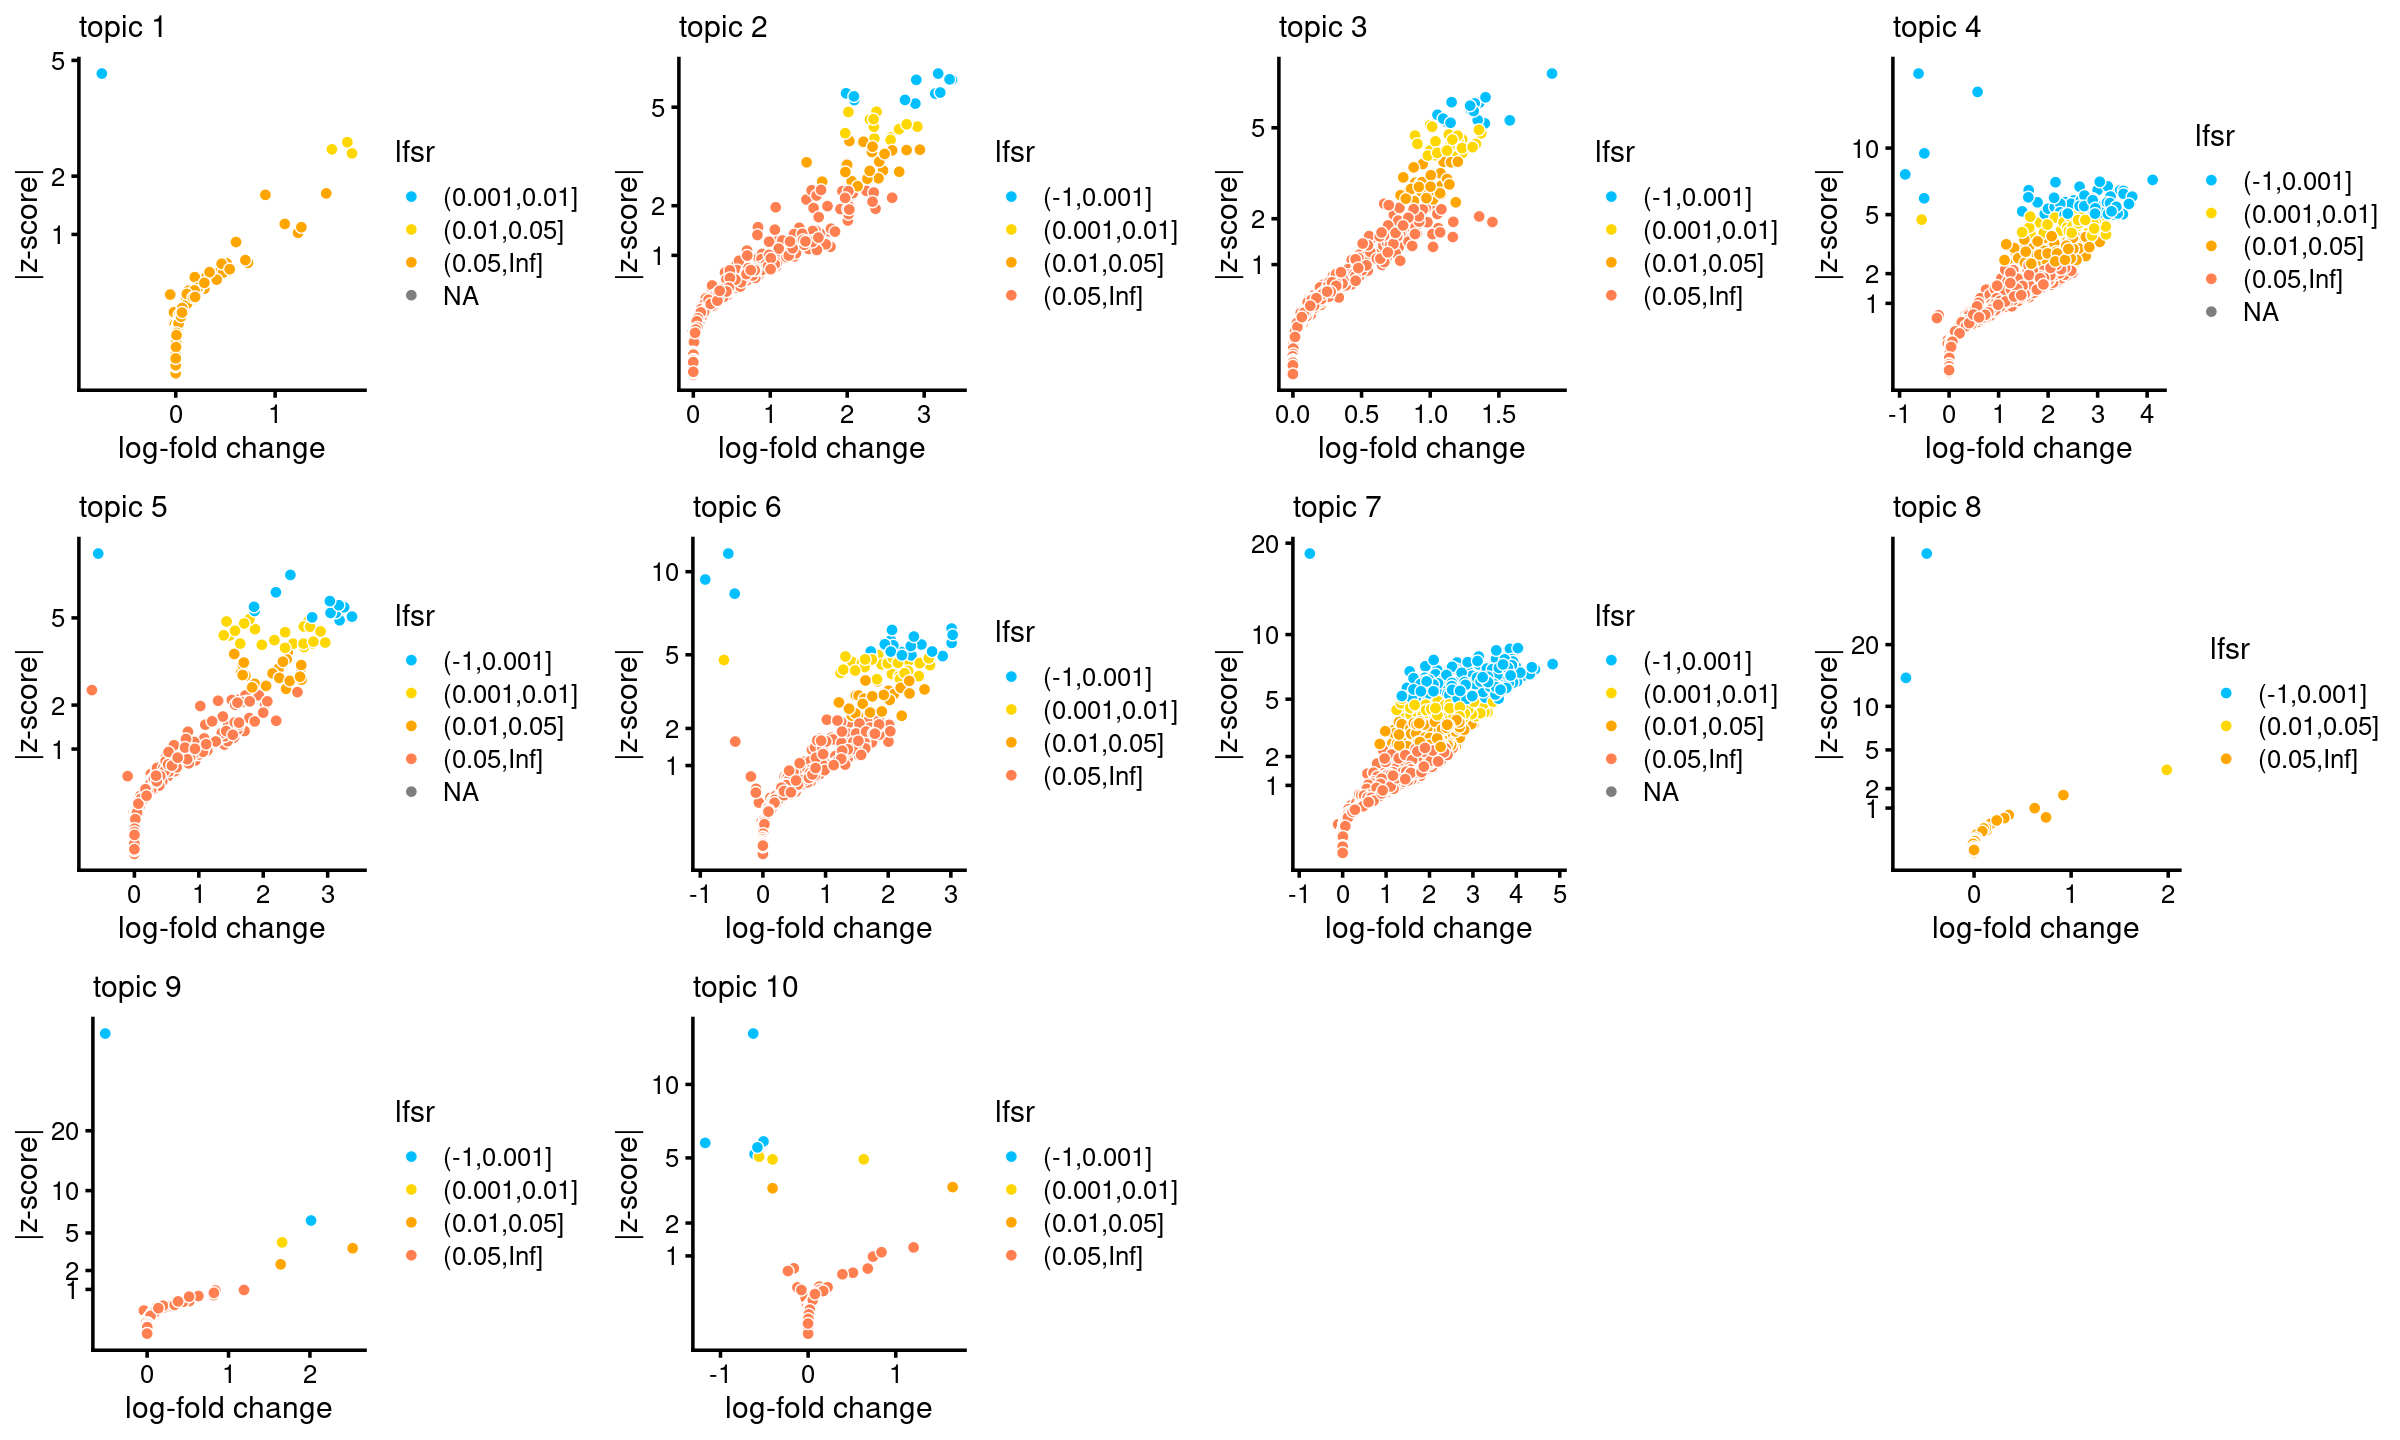 topic 1
5
2
1
|z-score|
0 1
log-fold change
lfsr
(0.001,0.01]
(0.01,0.05]
(0.05,Inf]
NA
topic 2
5
2
1
|z-score|
0 1 2 3
log-fold change
lfsr
(-1,0.001]
(0.001,0.01]
(0.01,0.05]
(0.05,Inf]
topic 3
5
2
1
|z-score|
0.0 0.5 1.0 1.5
log-fold change
lfsr
(-1,0.001]
(0.001,0.01]
(0.01,0.05]
(0.05,Inf]
topic 4
10
5
2
1
|z-score|
-1 0 1 2 3 4
log-fold change
lfsr
(-1,0.001]
(0.001,0.01]
(0.01,0.05]
(0.05,Inf]
NA
topic 5
5
2
1
|z-score|
0 1 2 3
log-fold change
lfsr
(-1,0.001]
(0.001,0.01]
(0.01,0.05]
(0.05,Inf]
NA
topic 6
10
5
2
1
|z-score|
-1 0 1 2 3
log-fold change
lfsr
(-1,0.001]
(0.001,0.01]
(0.01,0.05]
(0.05,Inf]
topic 7
20
10
5
2
1
|z-score|
-1 0 1 2 3 4 5
log-fold change
lfsr
(-1,0.001]
(0.001,0.01]
(0.01,0.05]
(0.05,Inf]
NA
topic 8
20
10
5
2
1
|z-score|
0 1 2
log-fold change
lfsr
(-1,0.001]
(0.01,0.05]
(0.05,Inf]
topic 9
20
10
5
2
1
|z-score|
0 1 2
log-fold change
lfsr
(-1,0.001]
(0.001,0.01]
(0.01,0.05]
(0.05,Inf]
topic 10
10
5
2
1
|z-score|
-1 0 1
log-fold change
lfsr
(-1,0.001]
(0.001,0.01]
(0.01,0.05]
(0.05,Inf]